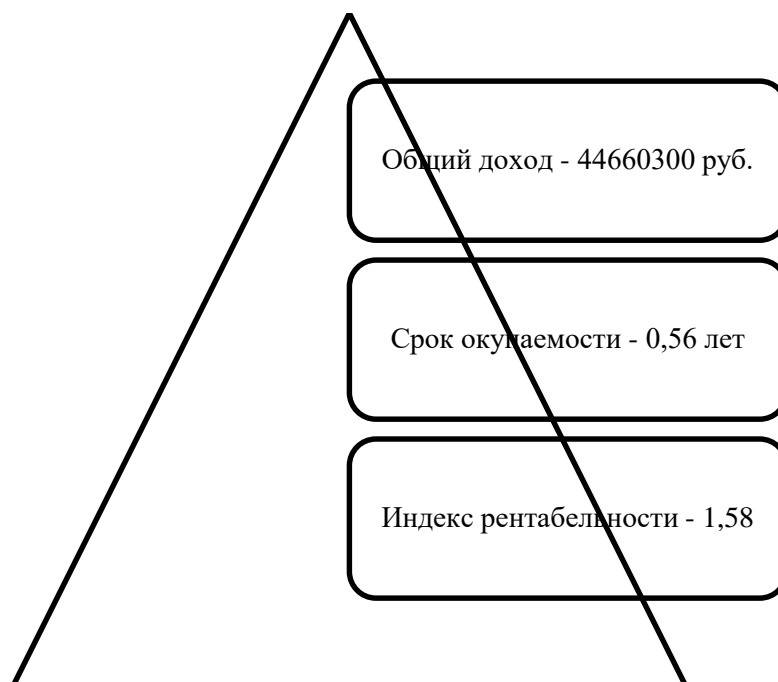 Общий доход - 44660300 руб.
Срок окупаемости - 0,56 лет
Индекс рентабельности - 1,58